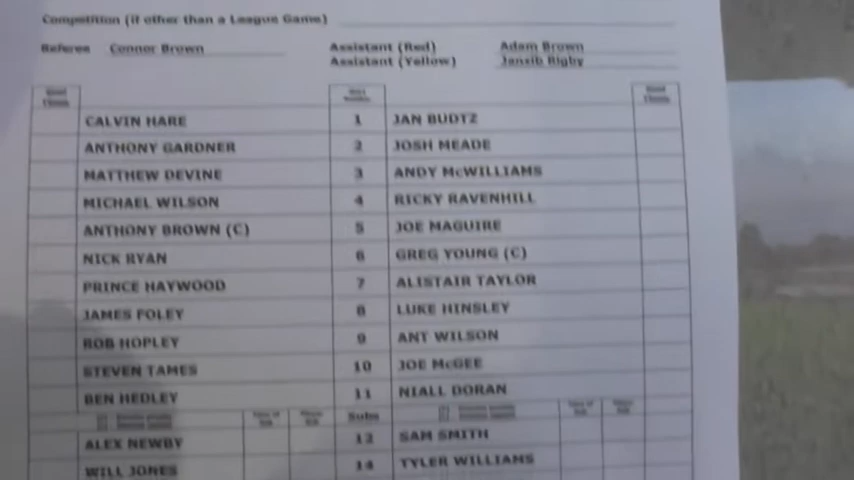 Competition (if other than a League Game)
Referee Connor Brown Assistant (Red) Adam Brown
Assistant (Yellow) Janeib Rigby
CALVIN HARE 1 JAN BUDTZ
ANTHONY GARDNER 2 JOSH MEADE
MATTHEW DEVINE 3 ANDY McWILLIAMS
MICHAEL WILSON 4 RICKY RAVENHILL
ANTHONY BROWN (C) 5 JOE MAGUIRE
NICK RYAN 6 GREG YOUNG (C)
PRINCE HAYWOOD 7 ALISTAIR TAYLOR
JAMES FOLEY 8 LUKE HINSLEY
ROB HOPLEY 9 ANT WILSON
STEVEN TAMES 10 JOE McGEE
BEN HEDLEY 11 NIALL DORAN
Subs
ALEX NEWBY 12 SAM SMITH
WILL JONES 14 TYLER WILLIAMS